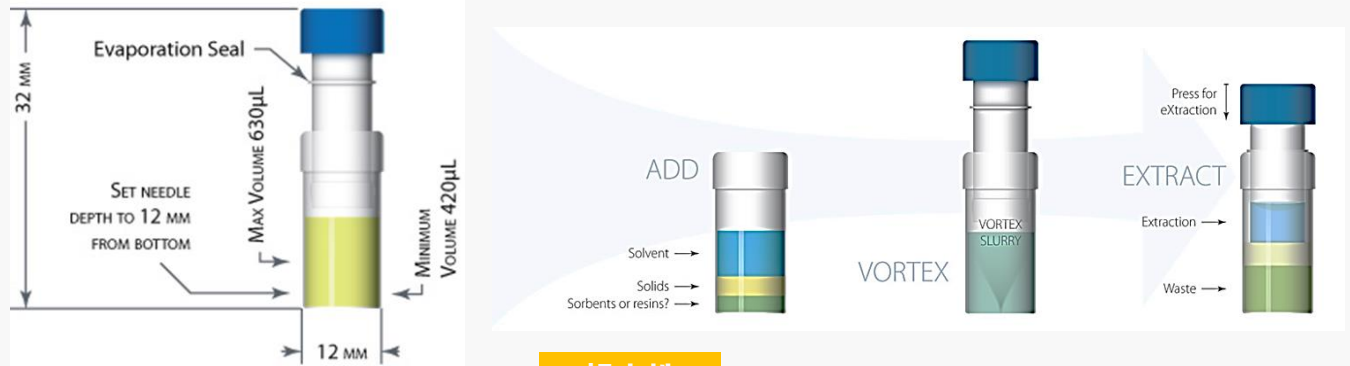 32 MM
Evaporation Seal
MAX VOLUME 630µL
SET NEEDLE
DEPTH TO 12 MM
FROM BOTTOM
MINIMUM
VOLUME 420µL
12 MM
ADD
Solvent
Solids
Sorbents or resins?
VORTEX
VORTEX
SLURRY
Press for
eXtraction
EXTRACT
Extraction
Waste